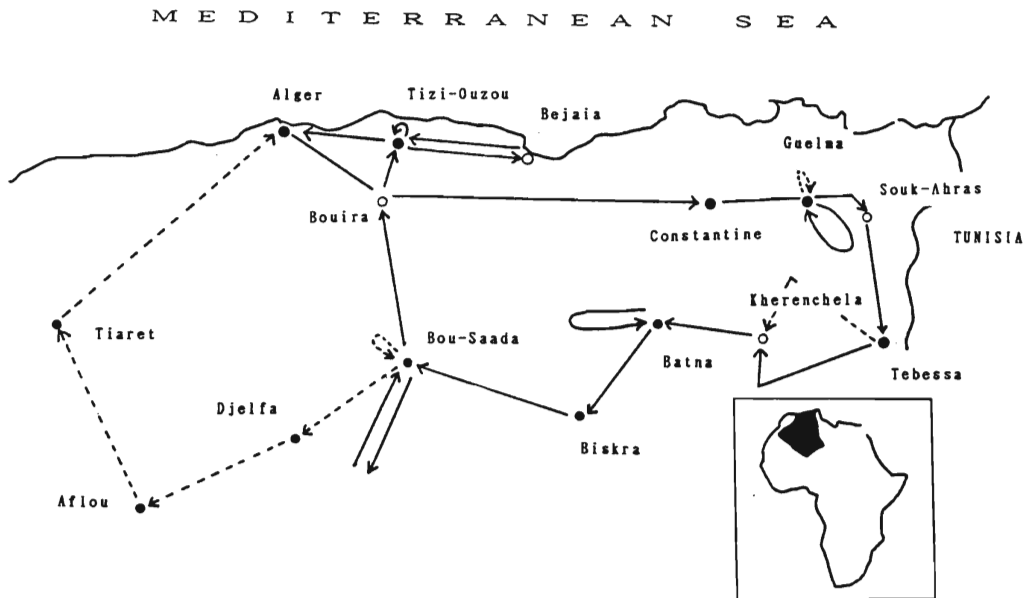 MEDITERRANEAN SEA
Tizi-Ouzou
Alger
Bejaia
Guelma
Souk-Ahras
Bouira
Constantine
TUNISIA
Kherenchela
Tiaret
Bou-Saada
Batna
Tebessa
Djelfa
Biskra
Aflou